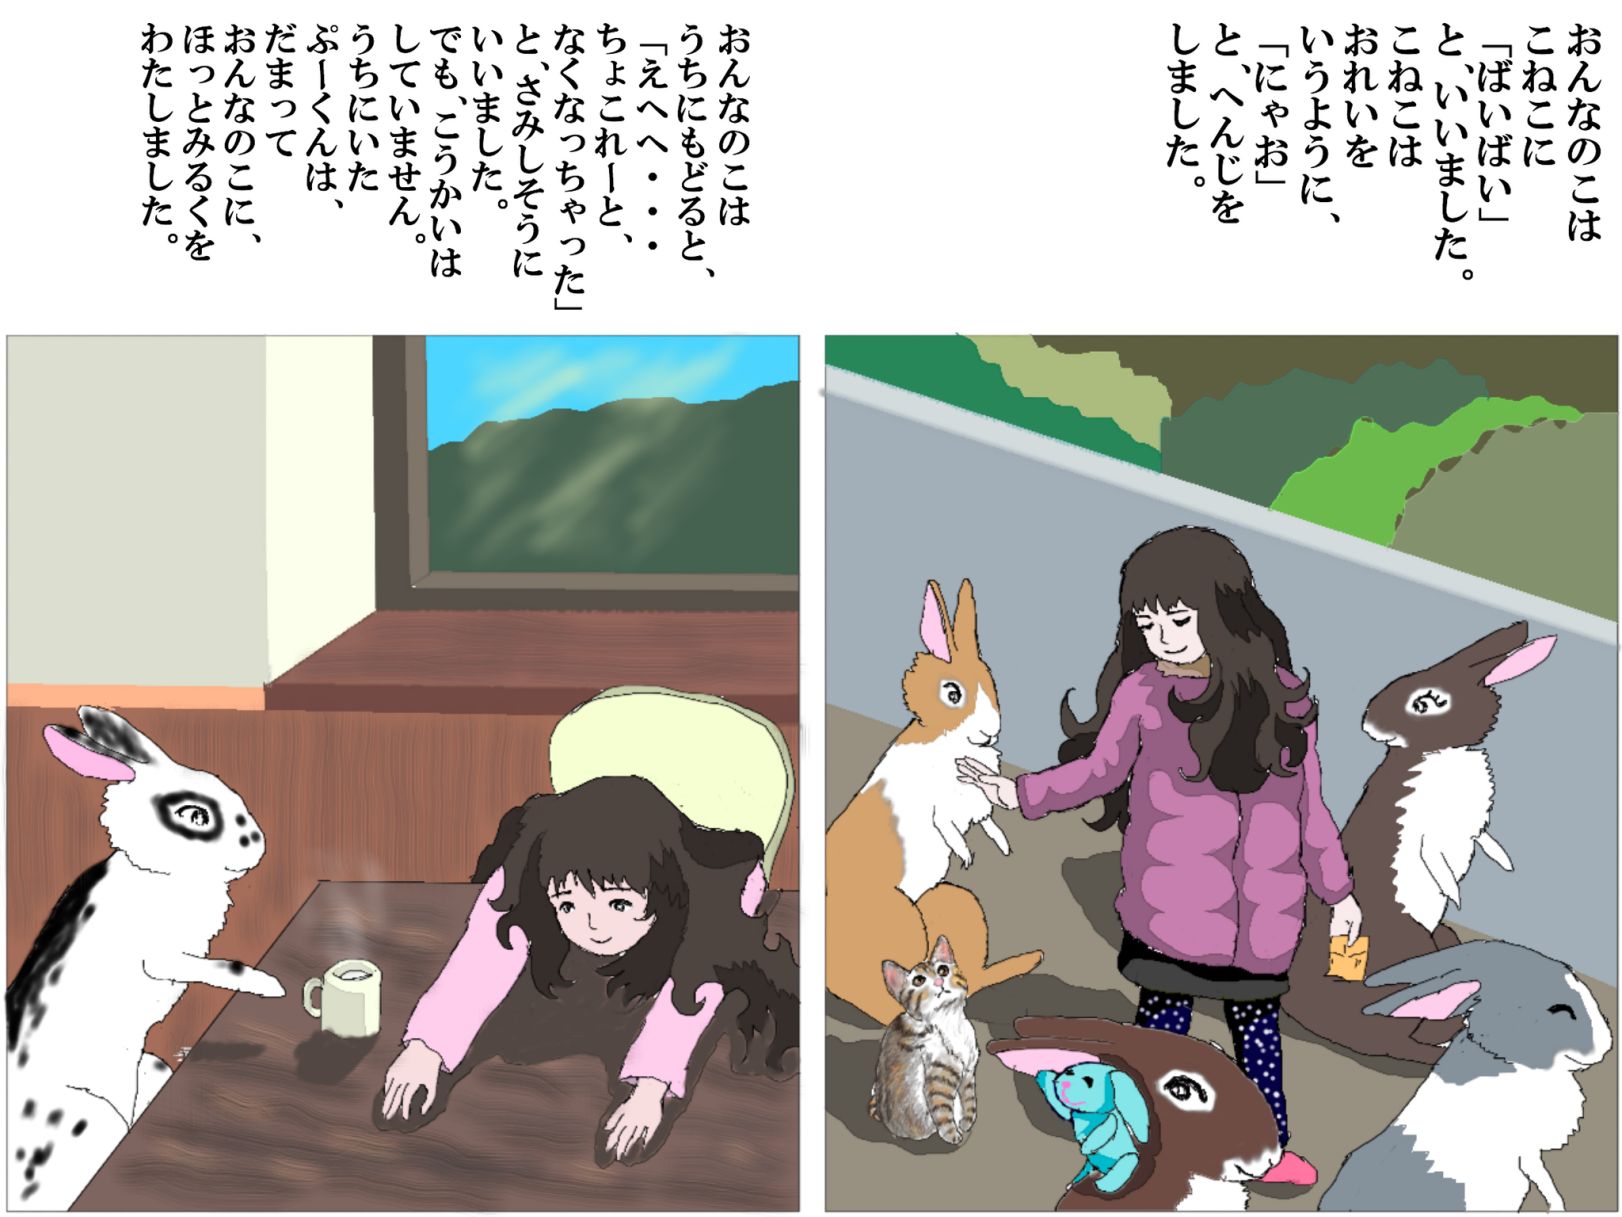 おんなのこは
こねこに
「ばいばい」
と、いいました。
こねこは
おれいを
いうように、
「にゃお」
と、へんじを
しました。
おんなのこは
うちにもどると、
「えへへ・・・
ちょこれーと、
なくなっちゃった」
と、さみしそうに
いいました。
でも、こうかいは
していません。
うちにいた
ぷーくんは、
だまって
おんなのこに、
ほっとみるくを
わたしました。